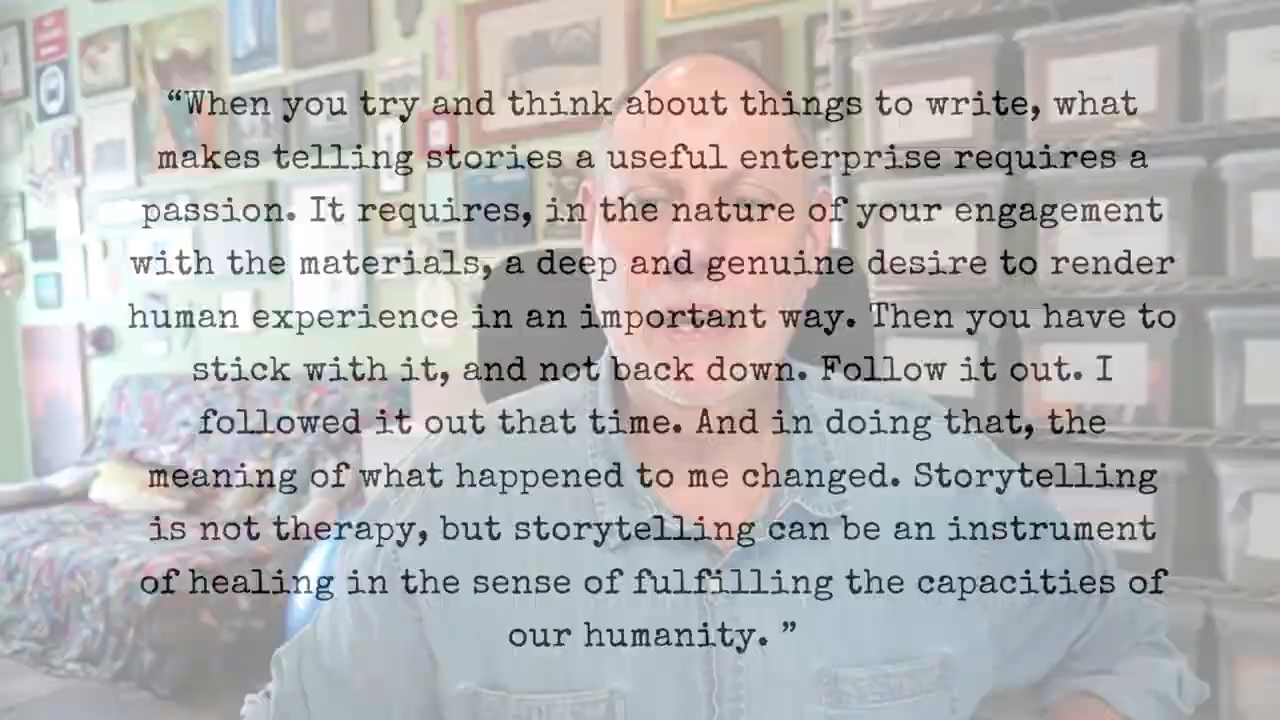 “When you try and think about things to write, what
makes telling stories a useful enterprise requires a
passion. It requires, in the nature of your engagement
with the materials, a deep and genuine desire to render
human experience in an important way. Then you have to
stick with it, and not back down. Follow it out. I
followed it out that time. And in doing that, the
meaning of what happened to me changed. Storytelling
is not therapy, but storytelling can be an instrument
of healing in the sense of fulfilling the capacities of
our humanity. ”